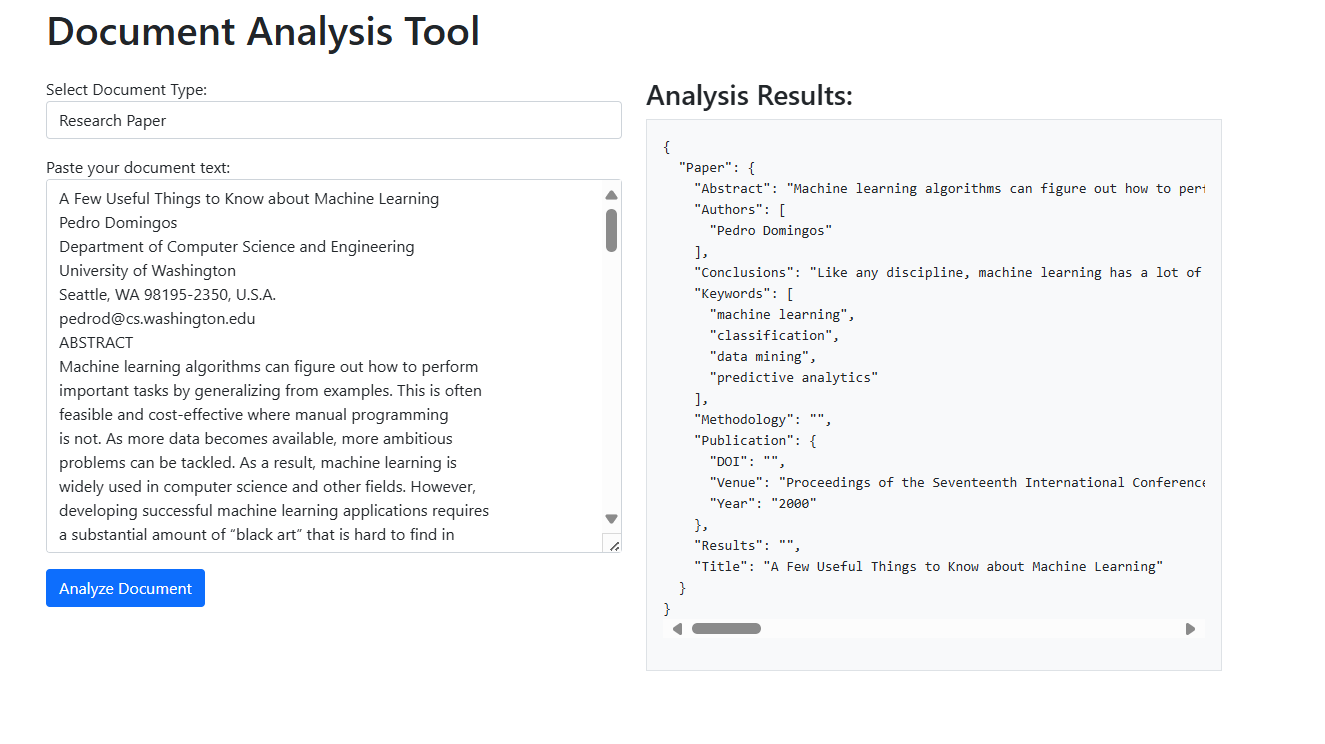 Document Analysis Tool
Select Document Type:
Research Paper
Paste your document text:
A Few Useful Things to Know about Machine Learning
Pedro Domingos
Department of Computer Science and Engineering
University of Washington
Seattle, WA 98195-2350, U.S.A.
pedrod@cs.washington.edu
ABSTRACT
Machine learning algorithms can figure out how to perform
important tasks by generalizing from examples. This is often
feasible and cost-effective where manual programming
is not. As more data becomes available, more ambitious
problems can be tackled. As a result, machine learning is
widely used in computer science and other fields. However,
developing successful machine learning applications requires
a substantial amount of “black art” that is hard to find in
Analyze Document
Analysis Results:
{
  "Paper": {
    "Abstract": "Machine learning algorithms can figure out how to per
    "Authors": [
      "Pedro Domingos"
    ],
    "Conclusions": "Like any discipline, machine learning has a lot of
    "Keywords": [
      "machine learning",
      "classification",
      "data mining",
      "predictive analytics"
    ],
    "Methodology": "",
    "Publication": {
      "DOI": "",
      "Venue": "Proceedings of the Seventeenth International Conference
      "Year": "2000"
    },
    "Results": "",
    "Title": "A Few Useful Things to Know about Machine Learning"
  }
}